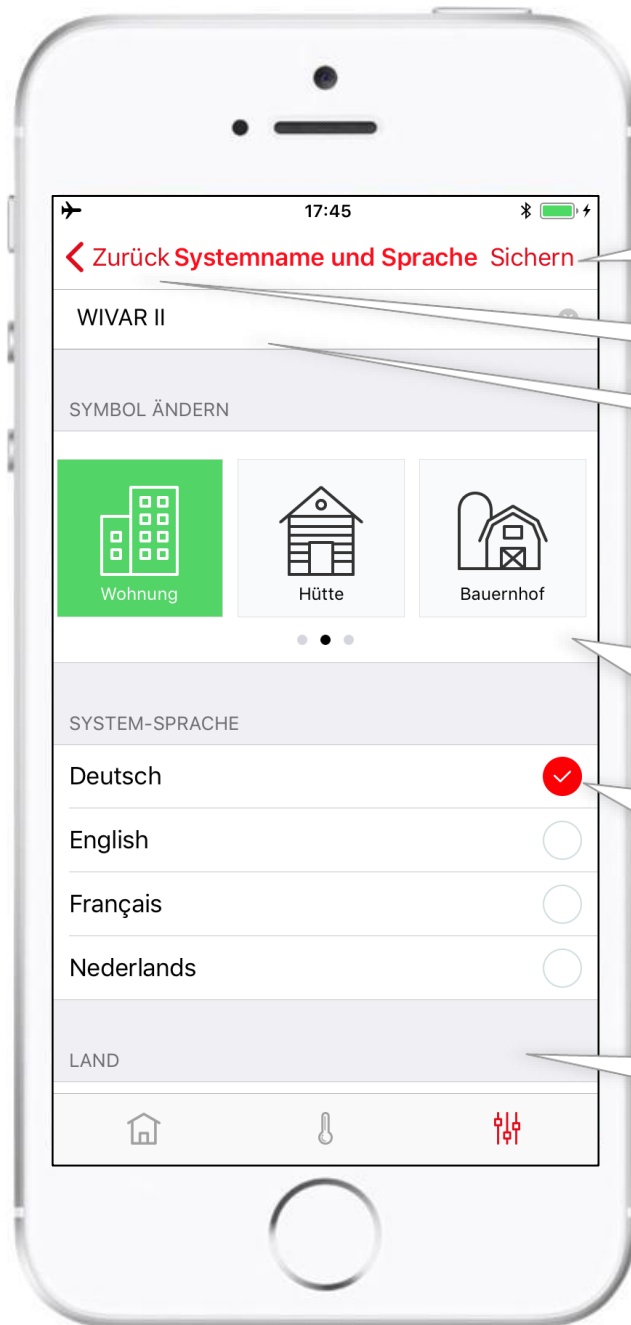 17:45
Zurück Systemname und Sprache Sichern
WIVAR II
SYMBOL ÄNDERN
Wohnung Hütte Bauernhof
SYSTEM-SPRACHE
Deutsch
English
Français
Nederlands
LAND